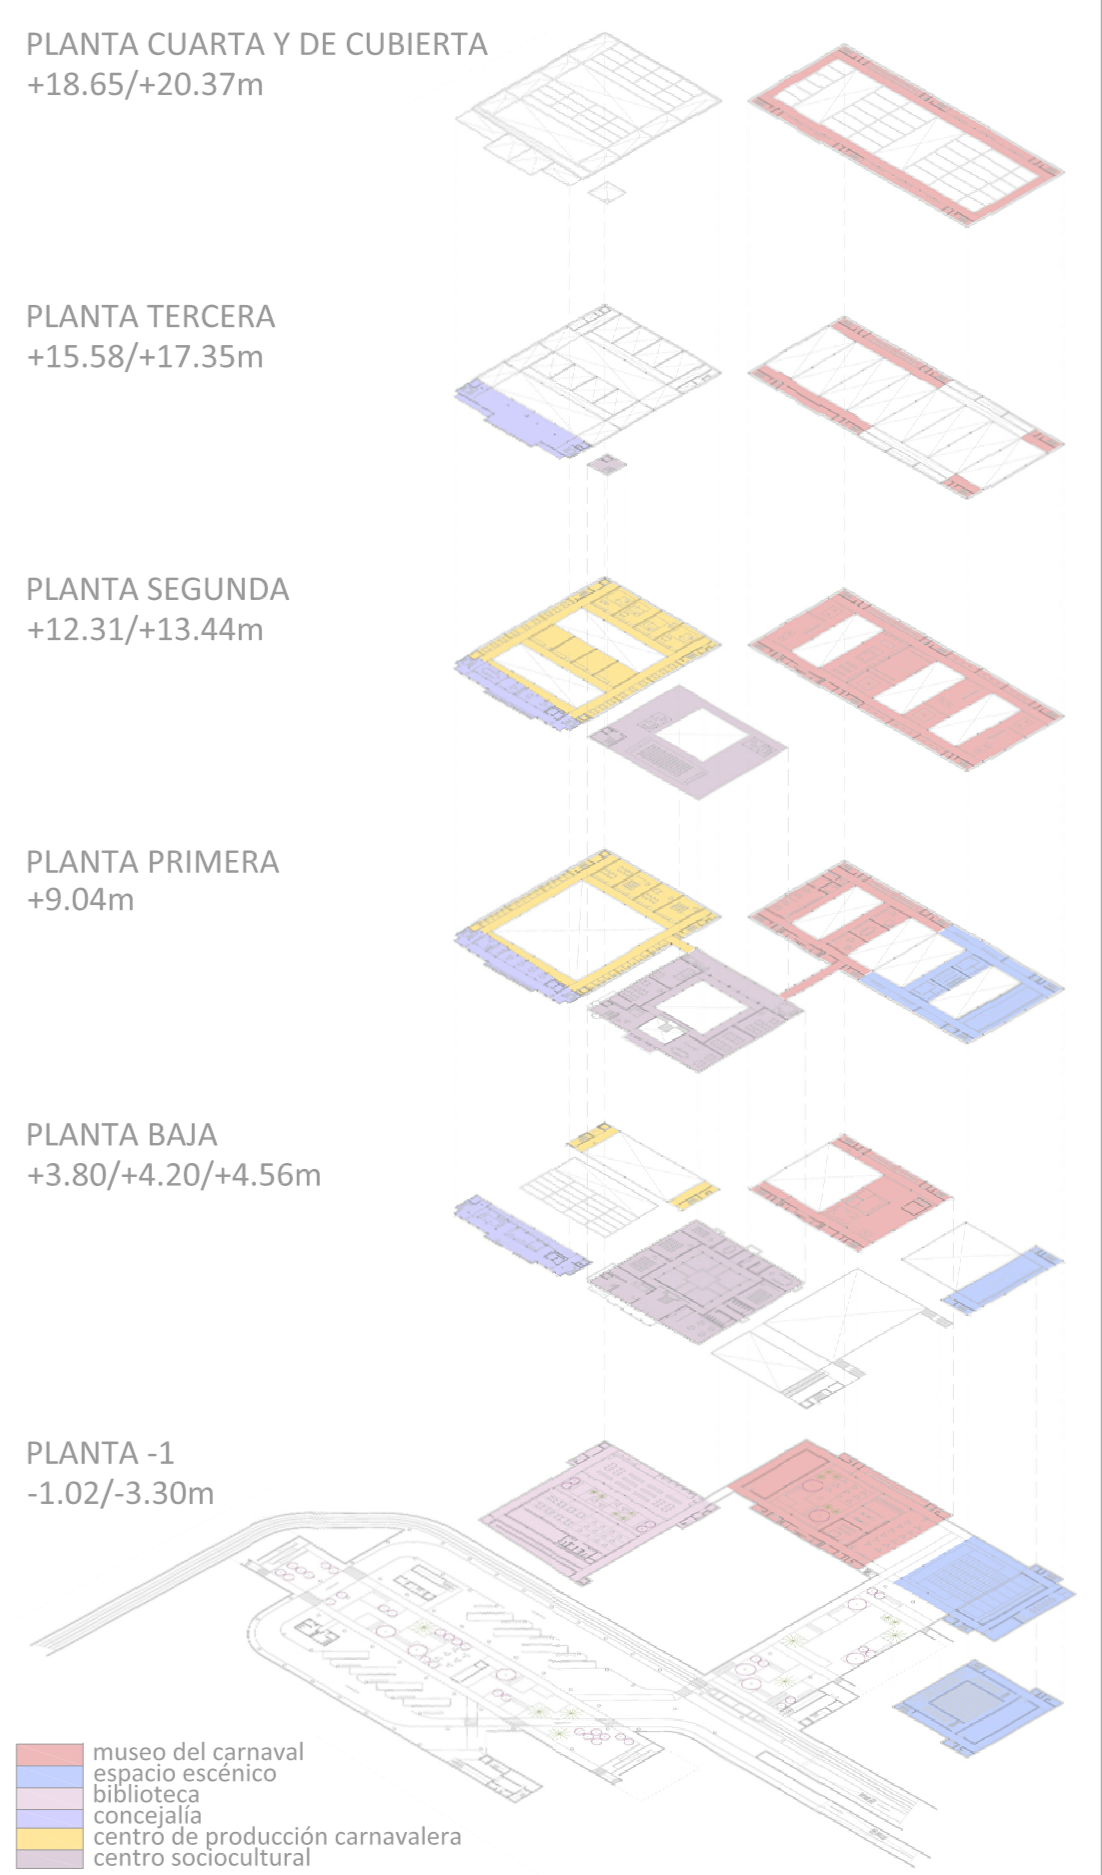 PLANTA CUARTA Y DE CUBIERTA
+18.65/+20.37m
PLANTA TERCERA
+15.58/+17.35m
PLANTA SEGUNDA
+12.31/+13.44m
PLANTA PRIMERA
+9.04m
PLANTA BAJA
+3.80/+4.20/+4.56m
PLANTA -1
-1.02/-3.30m
museo del carnaval
espacio escénico
biblioteca
concejalía
centro de producción carnavalera
centro sociocultural